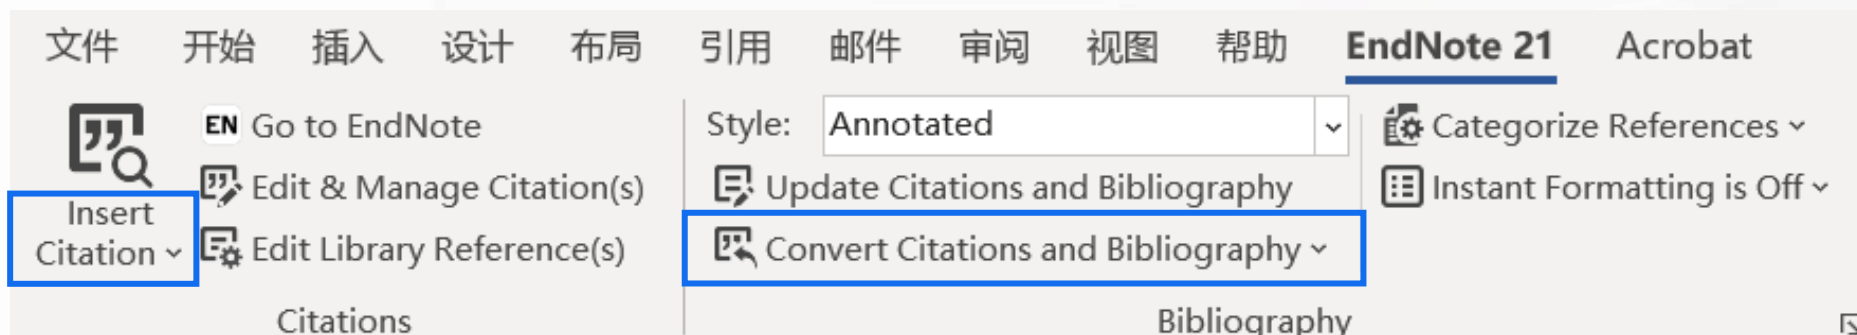 文件 开始 插入 设计 布局 引用 邮件 审阅 视图 帮助 EndNote 21 Acrobat
Insert
Citation
EN Go to EndNote
Edit & Manage Citation(s)
Edit Library Reference(s)
Citations
Style: Annotated
Update Citations and Bibliography
Convert Citations and Bibliography
Bibliography
Categorize References
Instant Formatting is Off